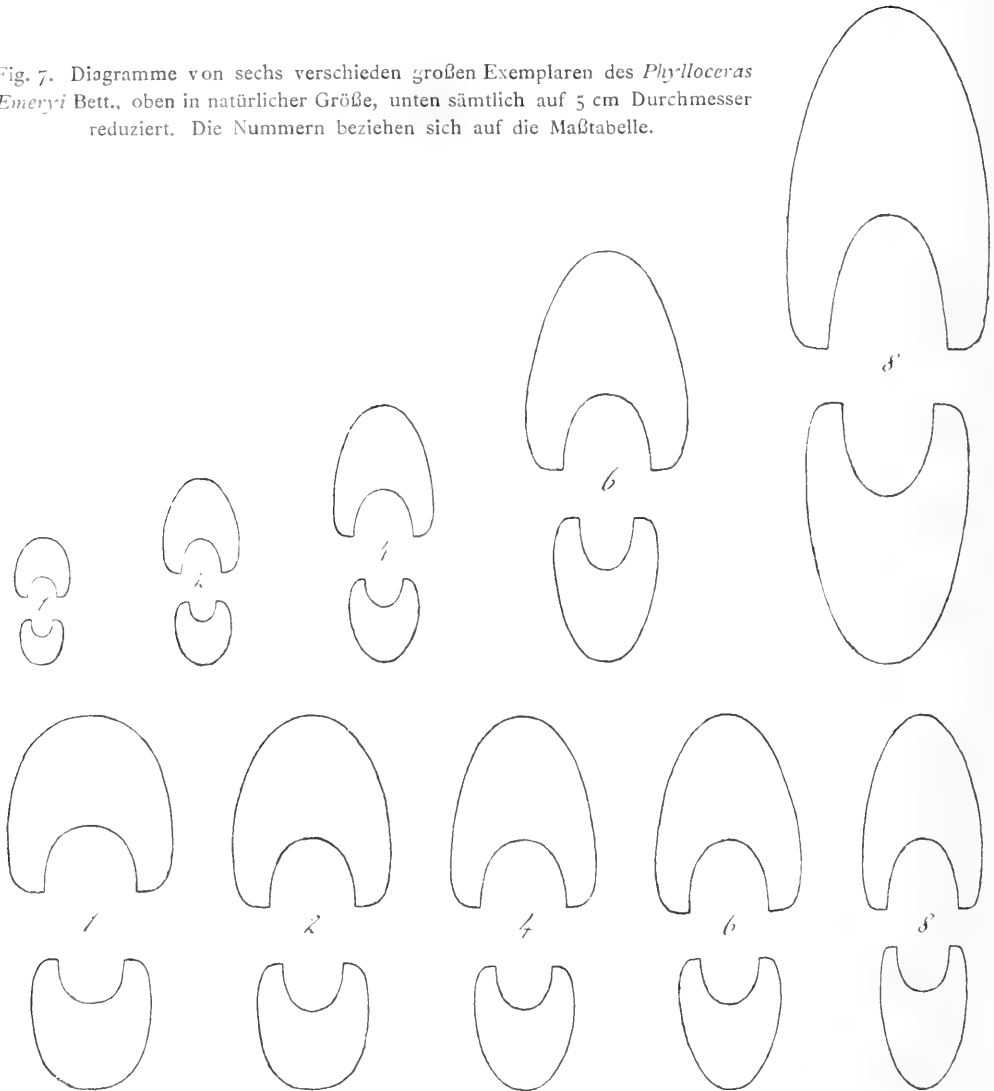 Fig. 7. Diagramme von sechs verschieden großen Exemplaren des Phylloceras
Emeryi Bett., oben in natürlicher Größe, unten sämtlich auf 5 cm Durchmesser
reduziert. Die Nummern beziehen sich auf die Maßtabelle.
8
6
4
2
1
1 2 4 6 8